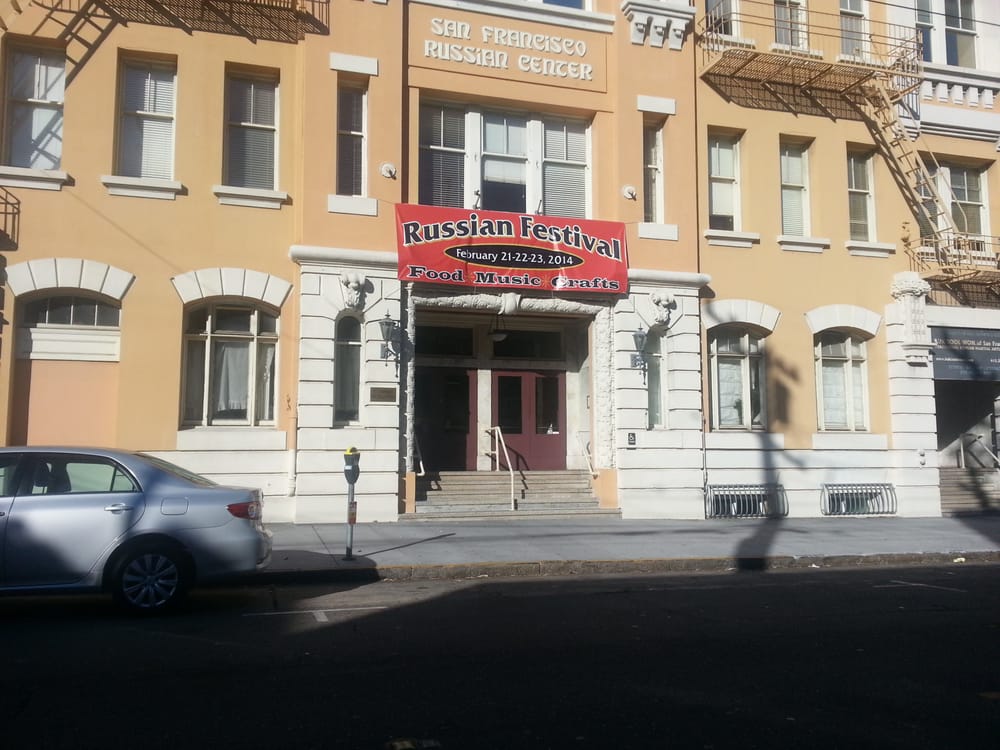 San Francisco
Russian Center
Russian Festival
February 21-22-23, 2014
Food Music Crafts